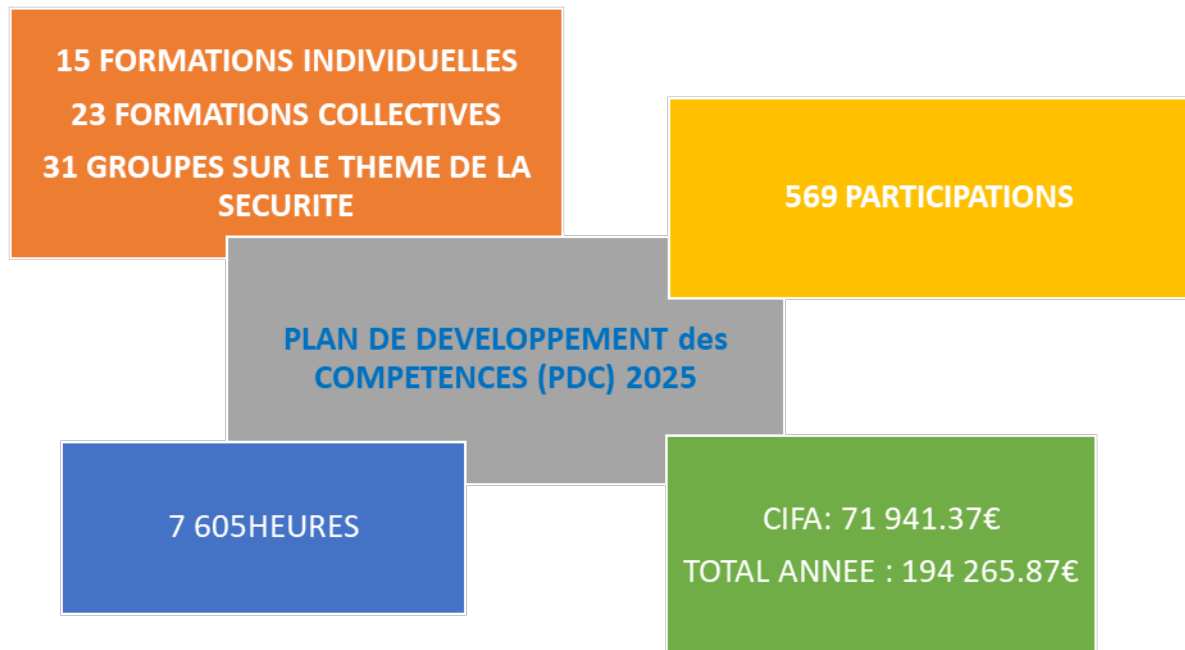 15 FORMATIONS INDIVIDUELLES
23 FORMATIONS COLLECTIVES
31 GROUPES SUR LE THEME DE LA
SECURITE
569 PARTICIPATIONS
PLAN DE DEVELOPPEMENT des
COMPETENCES (PDC) 2025
7 605HEURES
CIFA: 71 941.37€
TOTAL ANNEE : 194 265.87€